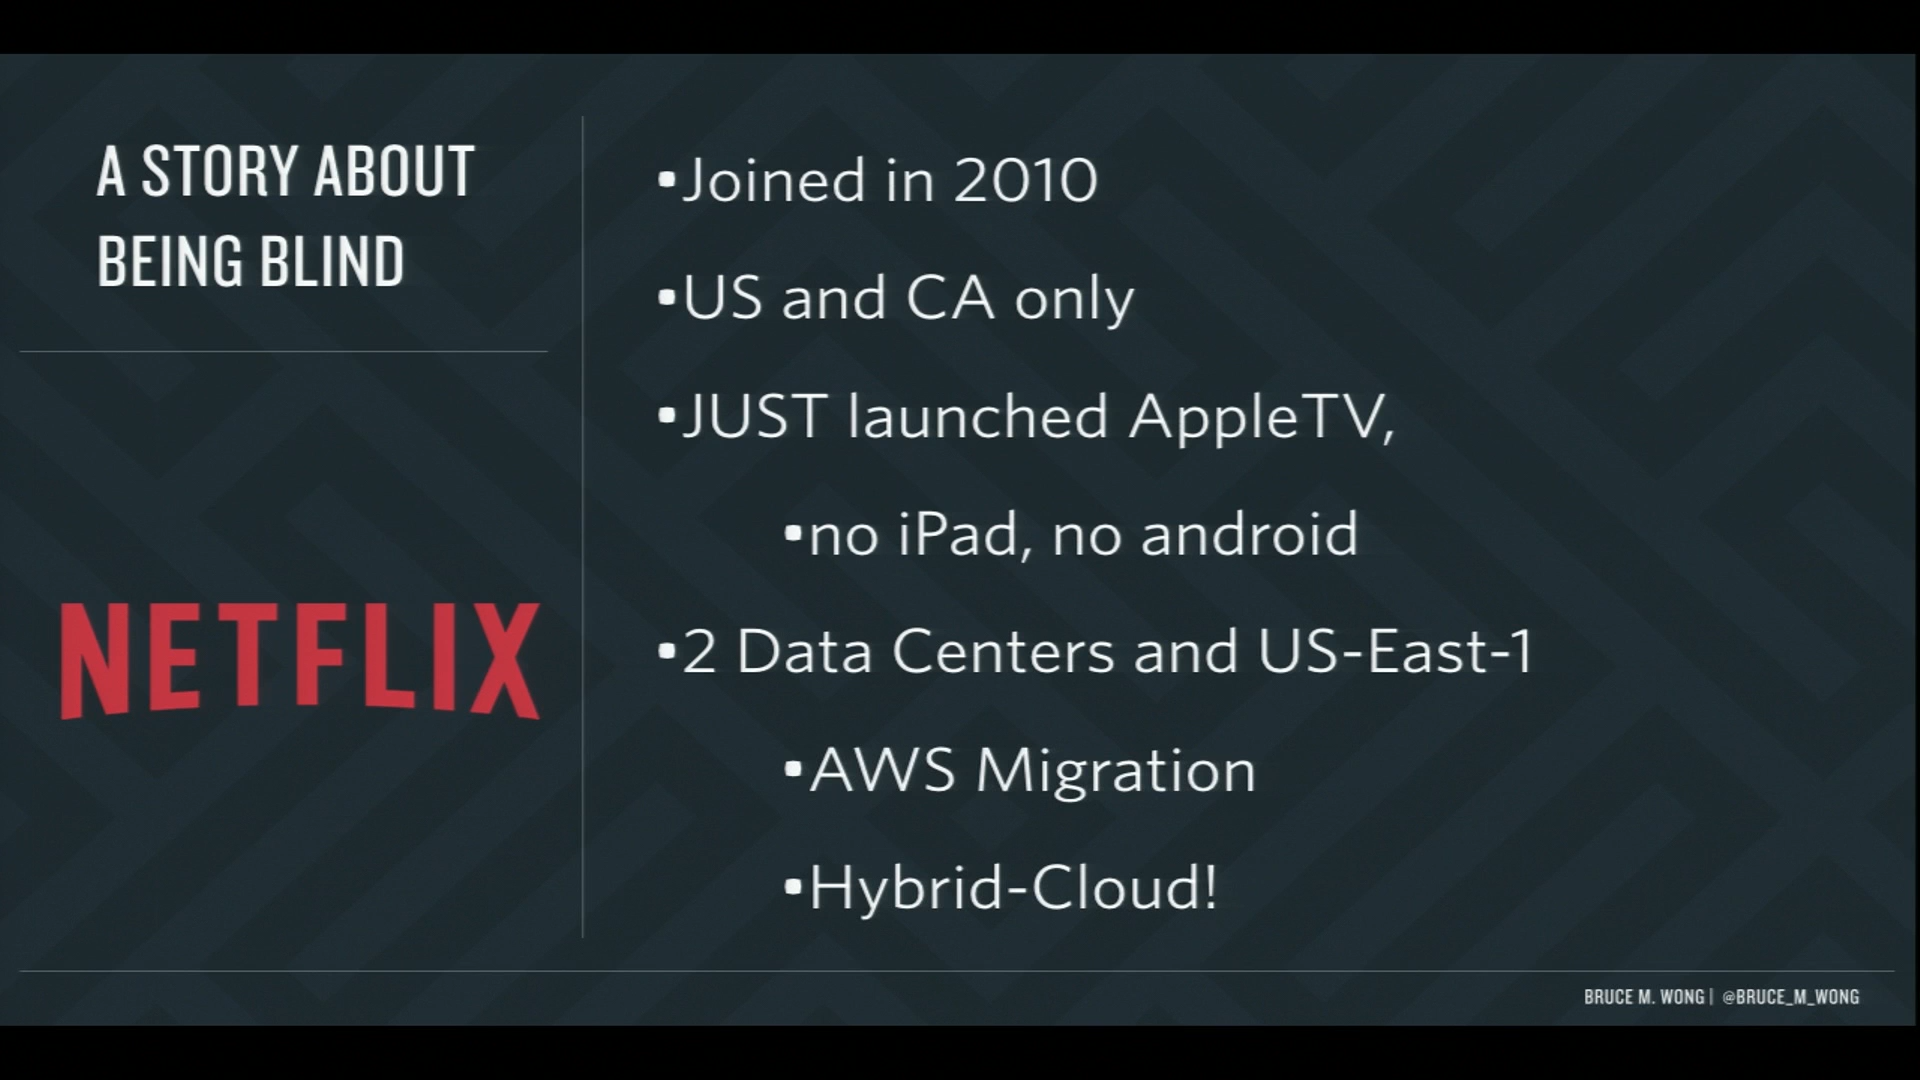 A STORY ABOUT
BEING BLIND
NETFLIX
•Joined in 2010
•US and CA only
•JUST launched AppleTV,
•no iPad, no android
•2 Data Centers and US-East-1
•AWS Migration
•Hybrid-Cloud!
BRUCE M. WONG | @BRUCE_M_WONG